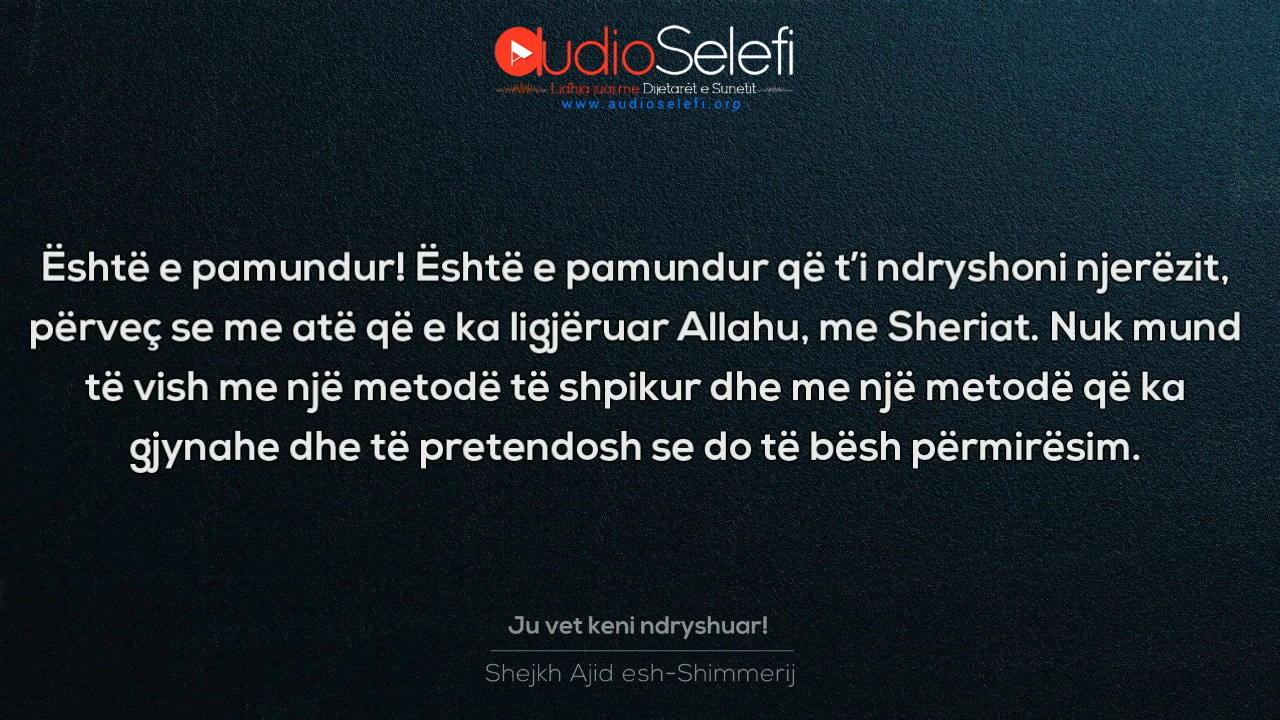 audioSelefi
Lidhja juaj me Dijetarët e Sunetit
www.audioselefi.org
Është e pamundur! Është e pamundur që t'i ndryshoni njerëzit,
përveç se me atë që e ka ligjëruar Allahu, me Sheriat. Nuk mund
të vish me një metodë të shpikur dhe me një metodë që ka
gjynahe dhe të pretendosh se do të bësh përmirësim.
Ju vet keni ndryshuar!
Shejkh Ajid esh-Shimmerij